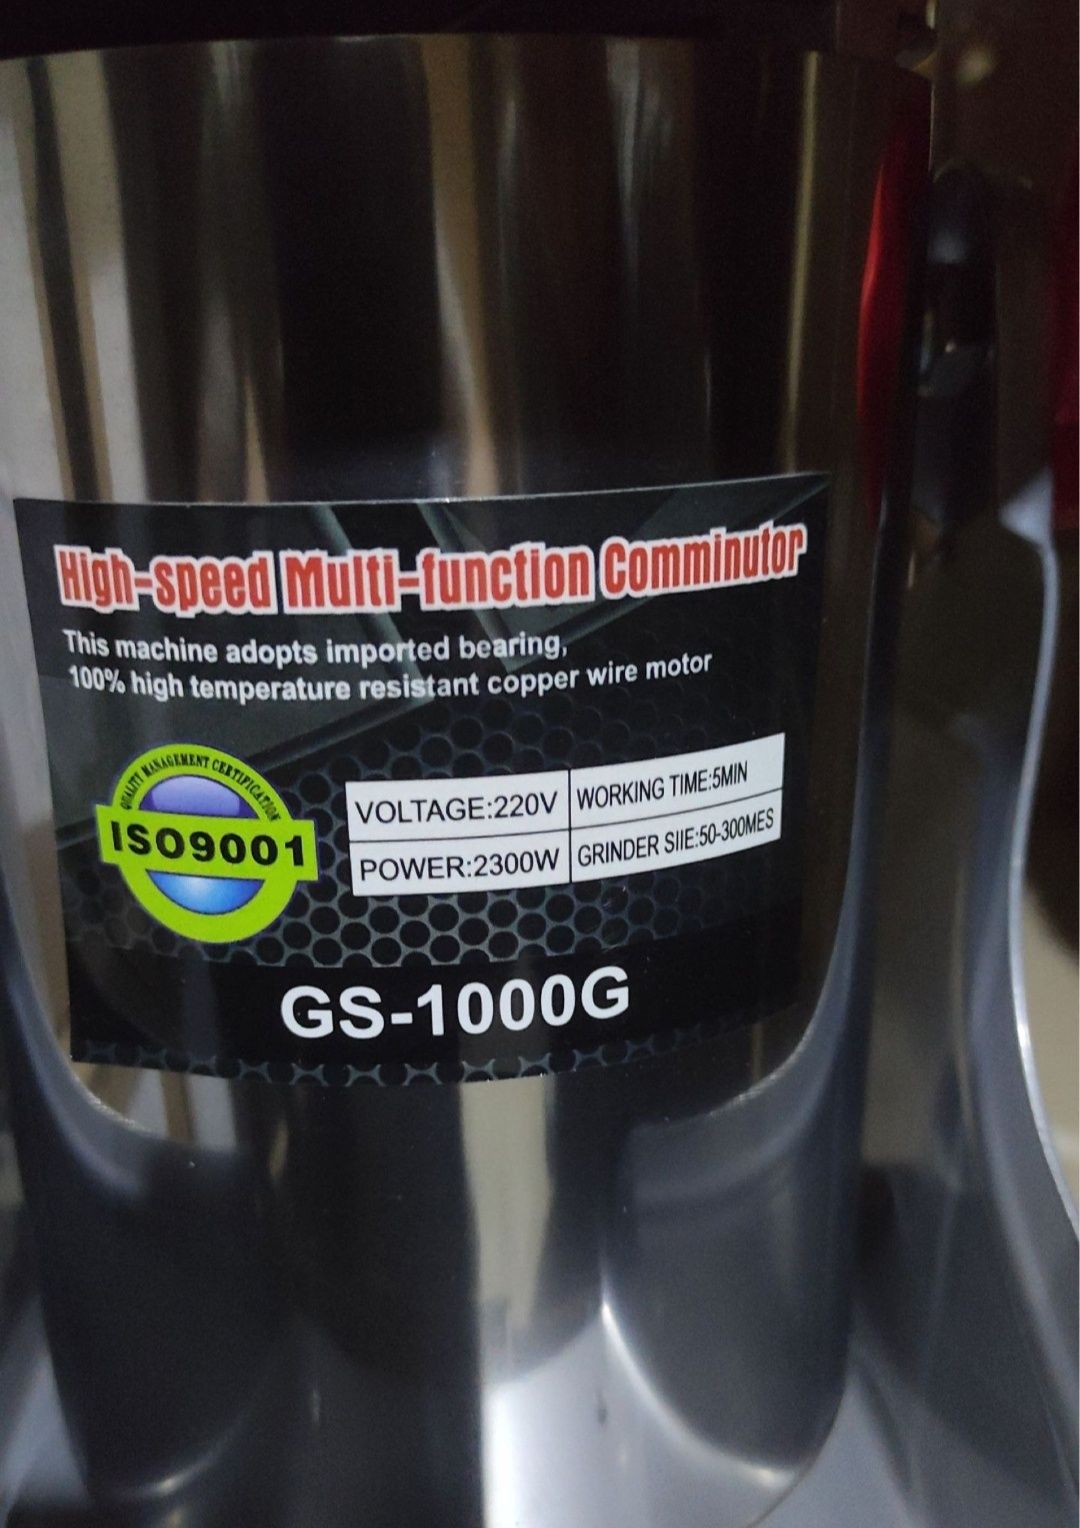 High-speed Multi-function Comminutor
This machine adopts imported bearing,
100% high temperature resistant copper wire motor
QUALITY MANAGEMENT CERTIFICATION
ISO9001
VOLTAGE:220V
WORKING TIME:5MIN
POWER:2300W
GRINDER SIIE:50-300MES
GS-1000G